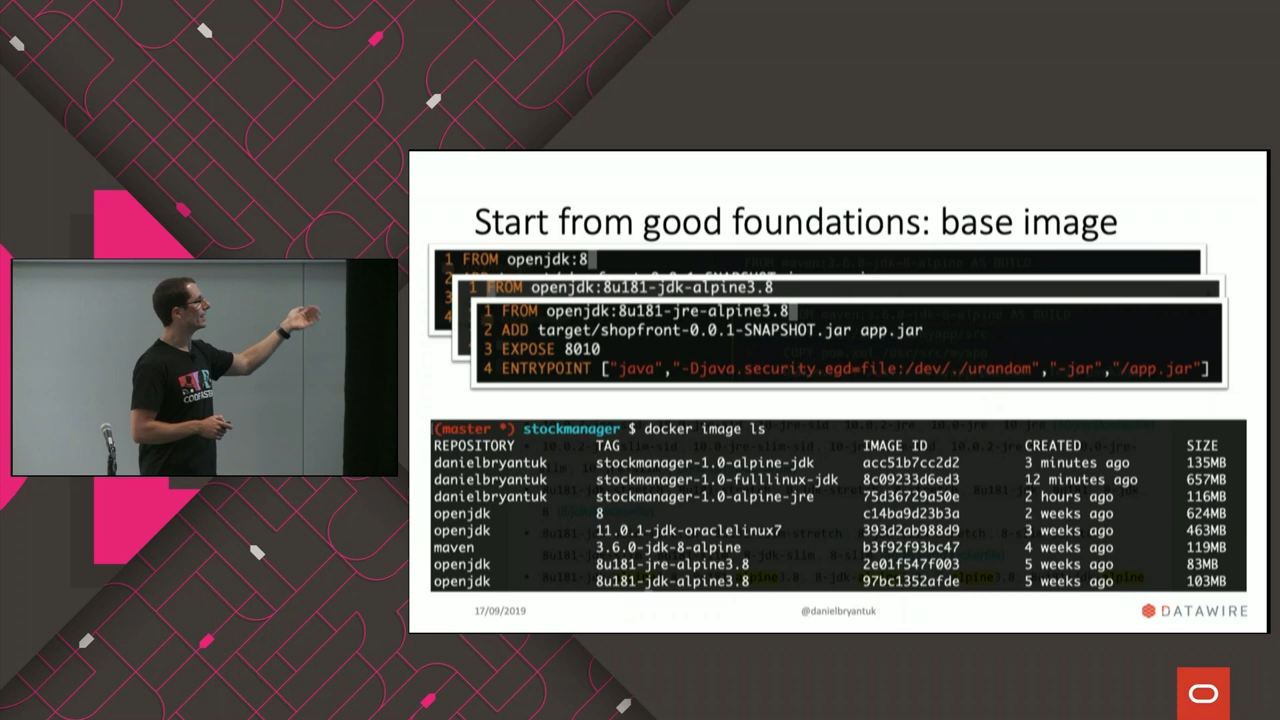 Start from good foundations: base image
1 FROM openjdk:8
1 FROM openjdk:8u181-jdk-alpine3.8
1 FROM openjdk:8u181-jre-alpine3.8
2 ADD target/shopfront-0.0.1-SNAPSHOT.jar app.jar
3 EXPOSE 8010
4 ENTRYPOINT ["java","-Djava.security.egd=file:/dev/./urandom","-jar","/app.jar"]
(master *) stockmanager $ docker image ls
REPOSITORY TAG IMAGE ID CREATED SIZE
danielbryantuk stockmanager-1.0-alpine-jdk acc51b7cc2d2 3 minutes ago 135MB
danielbryantuk stockmanager-1.0-fulllinux-jdk 8c09233d6ed3 12 minutes ago 657MB
danielbryantuk stockmanager-1.0-alpine-jre 75d36729a50e 2 hours ago 116MB
openjdk 8 c14ba9d23b3a 2 weeks ago 624MB
openjdk 11.0.1-jdk-oraclelinux7 393d2ab988d9 3 weeks ago 463MB
maven 3.6.0-jdk-8-alpine b3f92f93bc47 4 weeks ago 119MB
openjdk 8u181-jre-alpine3.8 2e01f547f003 5 weeks ago 83MB
openjdk 8u181-jdk-alpine3.8 97bc1352afde 5 weeks ago 103MB
17/09/2019 @danielbryantuk DATAWIRE